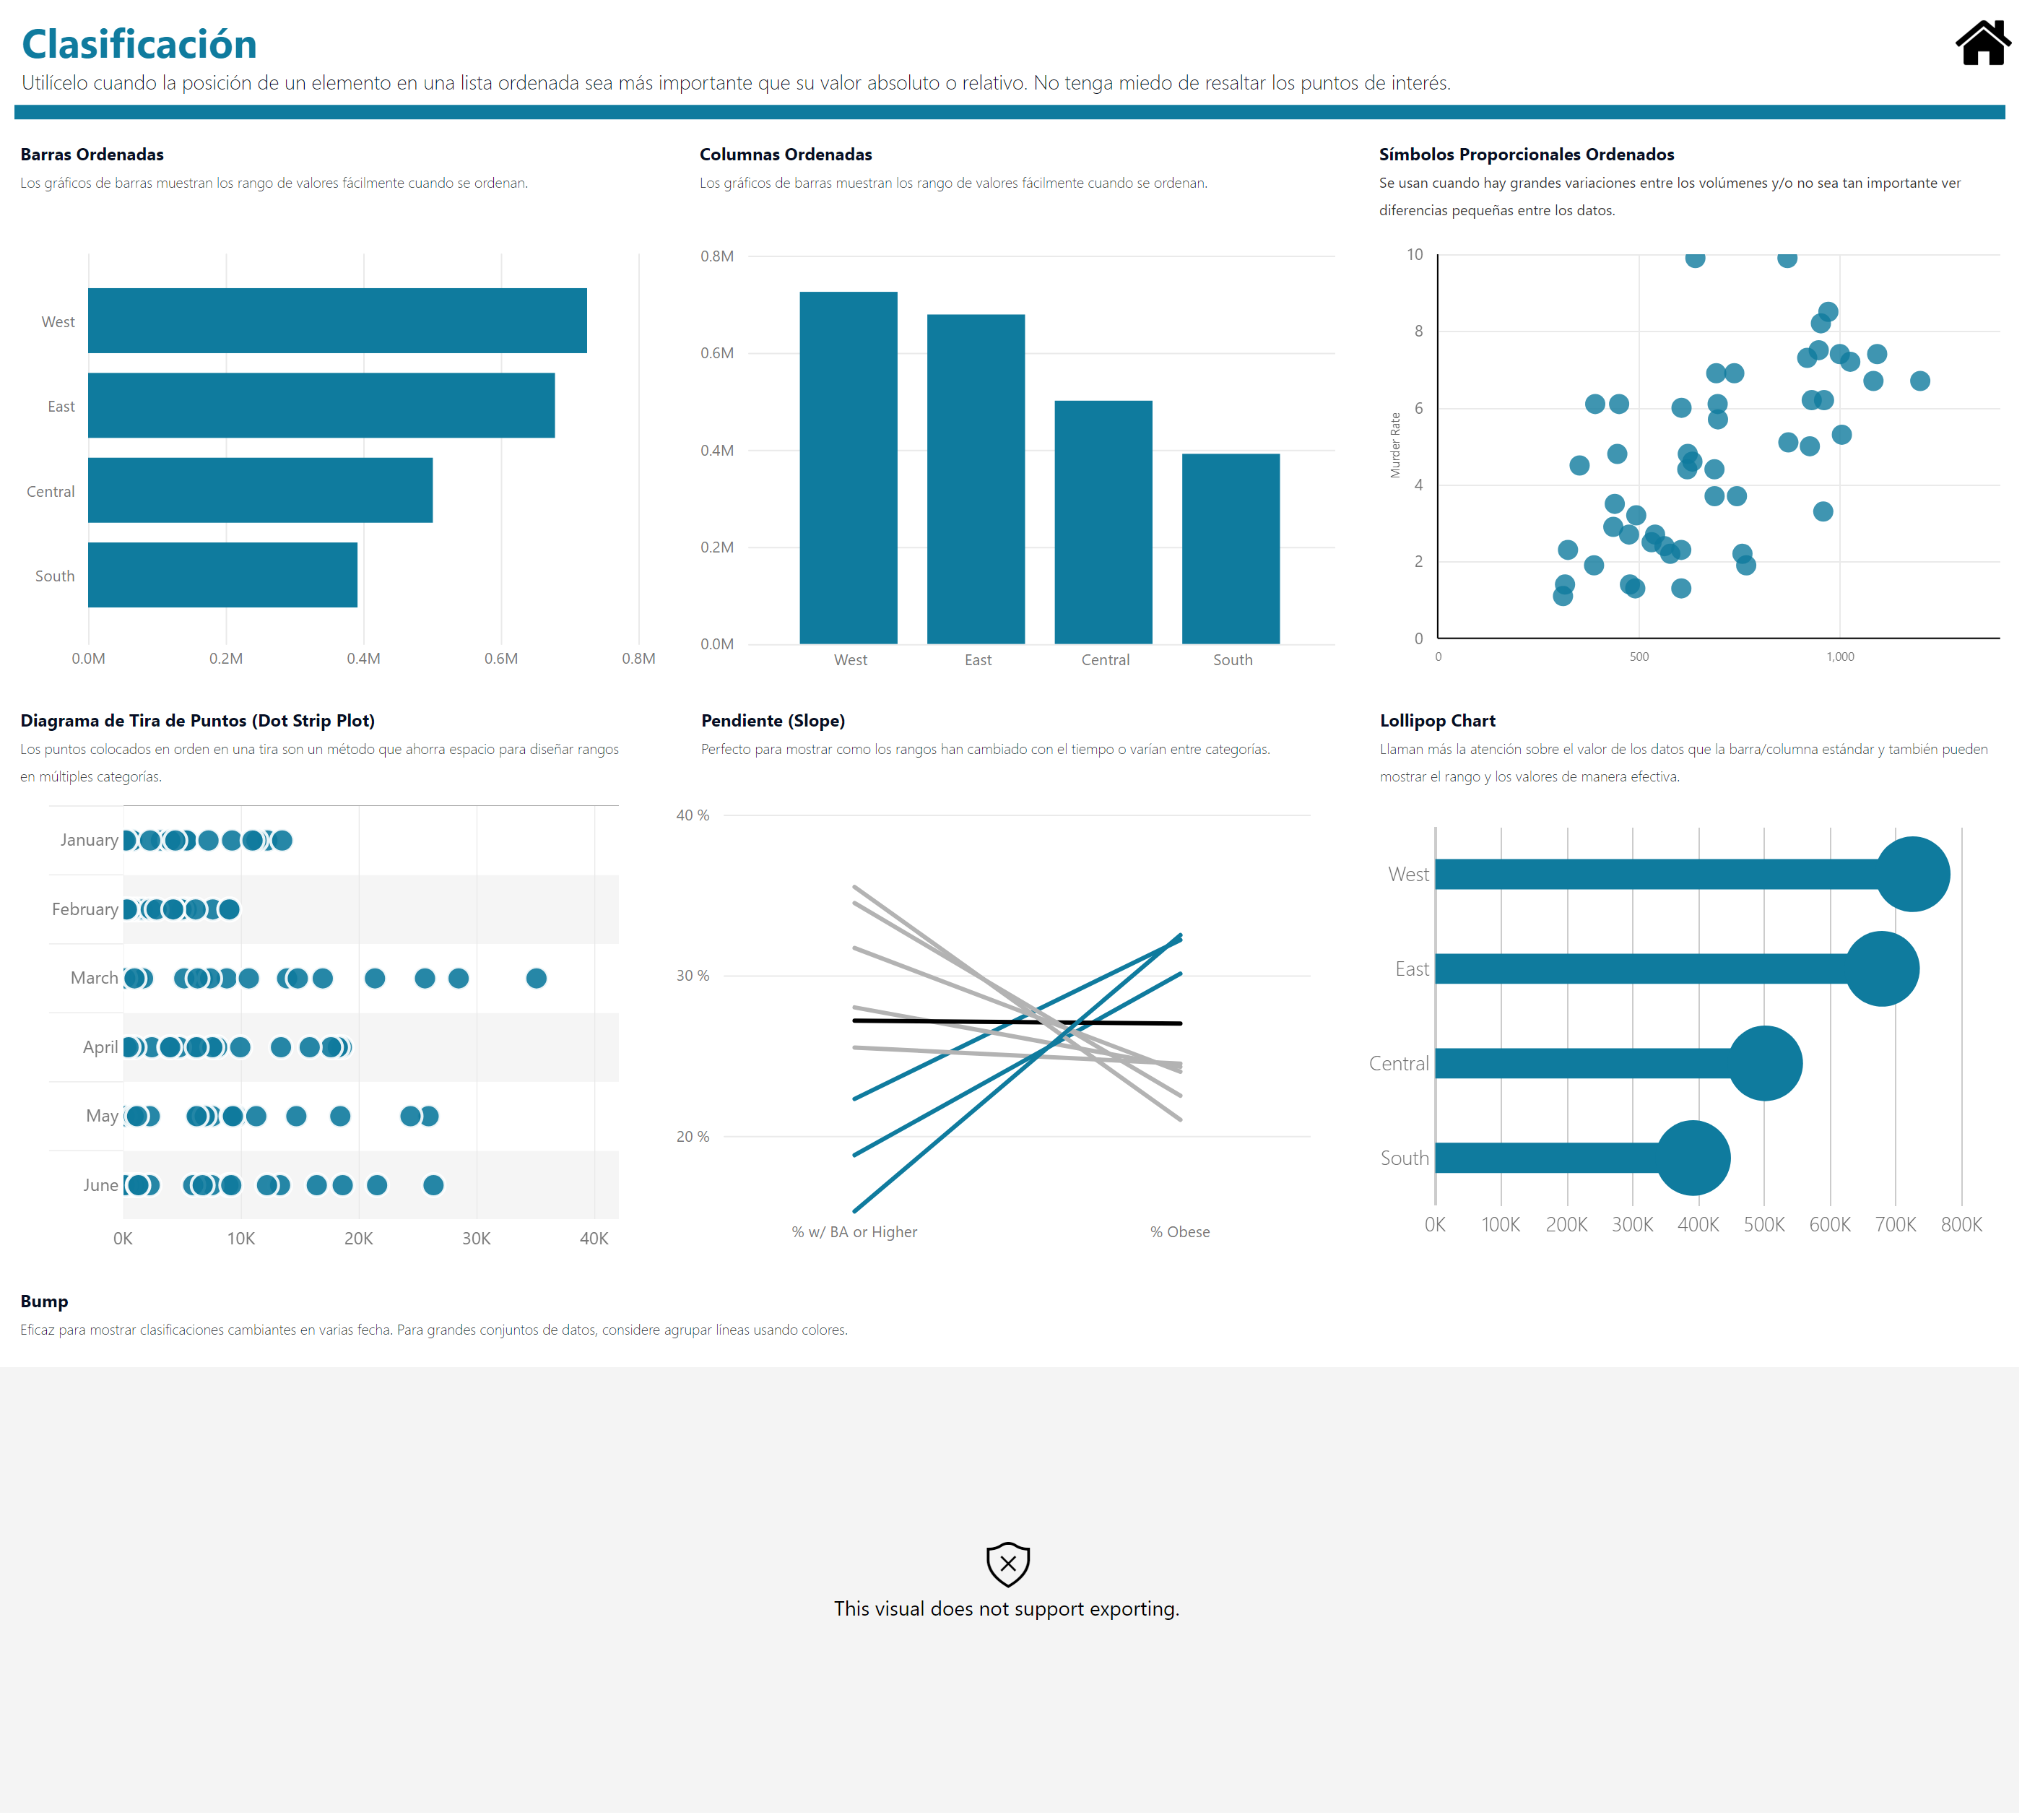 Clasificación
Utilícelo cuando la posición de un elemento en una lista ordenada sea más importante que su valor absoluto o relativo. No tenga miedo de resaltar los puntos de interés.
Barras Ordenadas
Los gráficos de barras muestran los rango de valores fácilmente cuando se ordenan.
West
East
Central
South
0.0M 0.2M 0.4M 0.6M 0.8M
Columnas Ordenadas
Los gráficos de barras muestran los rango de valores fácilmente cuando se ordenan.
0.8M
0.6M
0.4M
0.2M
0.0M
West East Central South
Símbolos Proporcionales Ordenados
Se usan cuando hay grandes variaciones entre los volúmenes y/o no sea tan importante ver
diferencias pequeñas entre los datos.
Murder Rate
10
8
6
4
2
0
0 500 1,000
Diagrama de Tira de Puntos (Dot Strip Plot)
Los puntos colocados en orden en una tira son un método que ahorra espacio para diseñar rangos
en múltiples categorías.
January
February
March
April
May
June
0K 10K 20K 30K 40K
Pendiente (Slope)
Perfecto para mostrar como los rangos han cambiado con el tiempo o varían entre categorías.
40 %
30 %
20 %
% w/ BA or Higher % Obese
Lollipop Chart
Llaman más la atención sobre el valor de los datos que la barra/columna estándar y también pueden
mostrar el rango y los valores de manera efectiva.
West
East
Central
South
0K 100K 200K 300K 400K 500K 600K 700K 800K
Bump
Eficaz para mostrar clasificaciones cambiantes en varias fecha. Para grandes conjuntos de datos, considere agrupar líneas usando colores.
This visual does not support exporting.